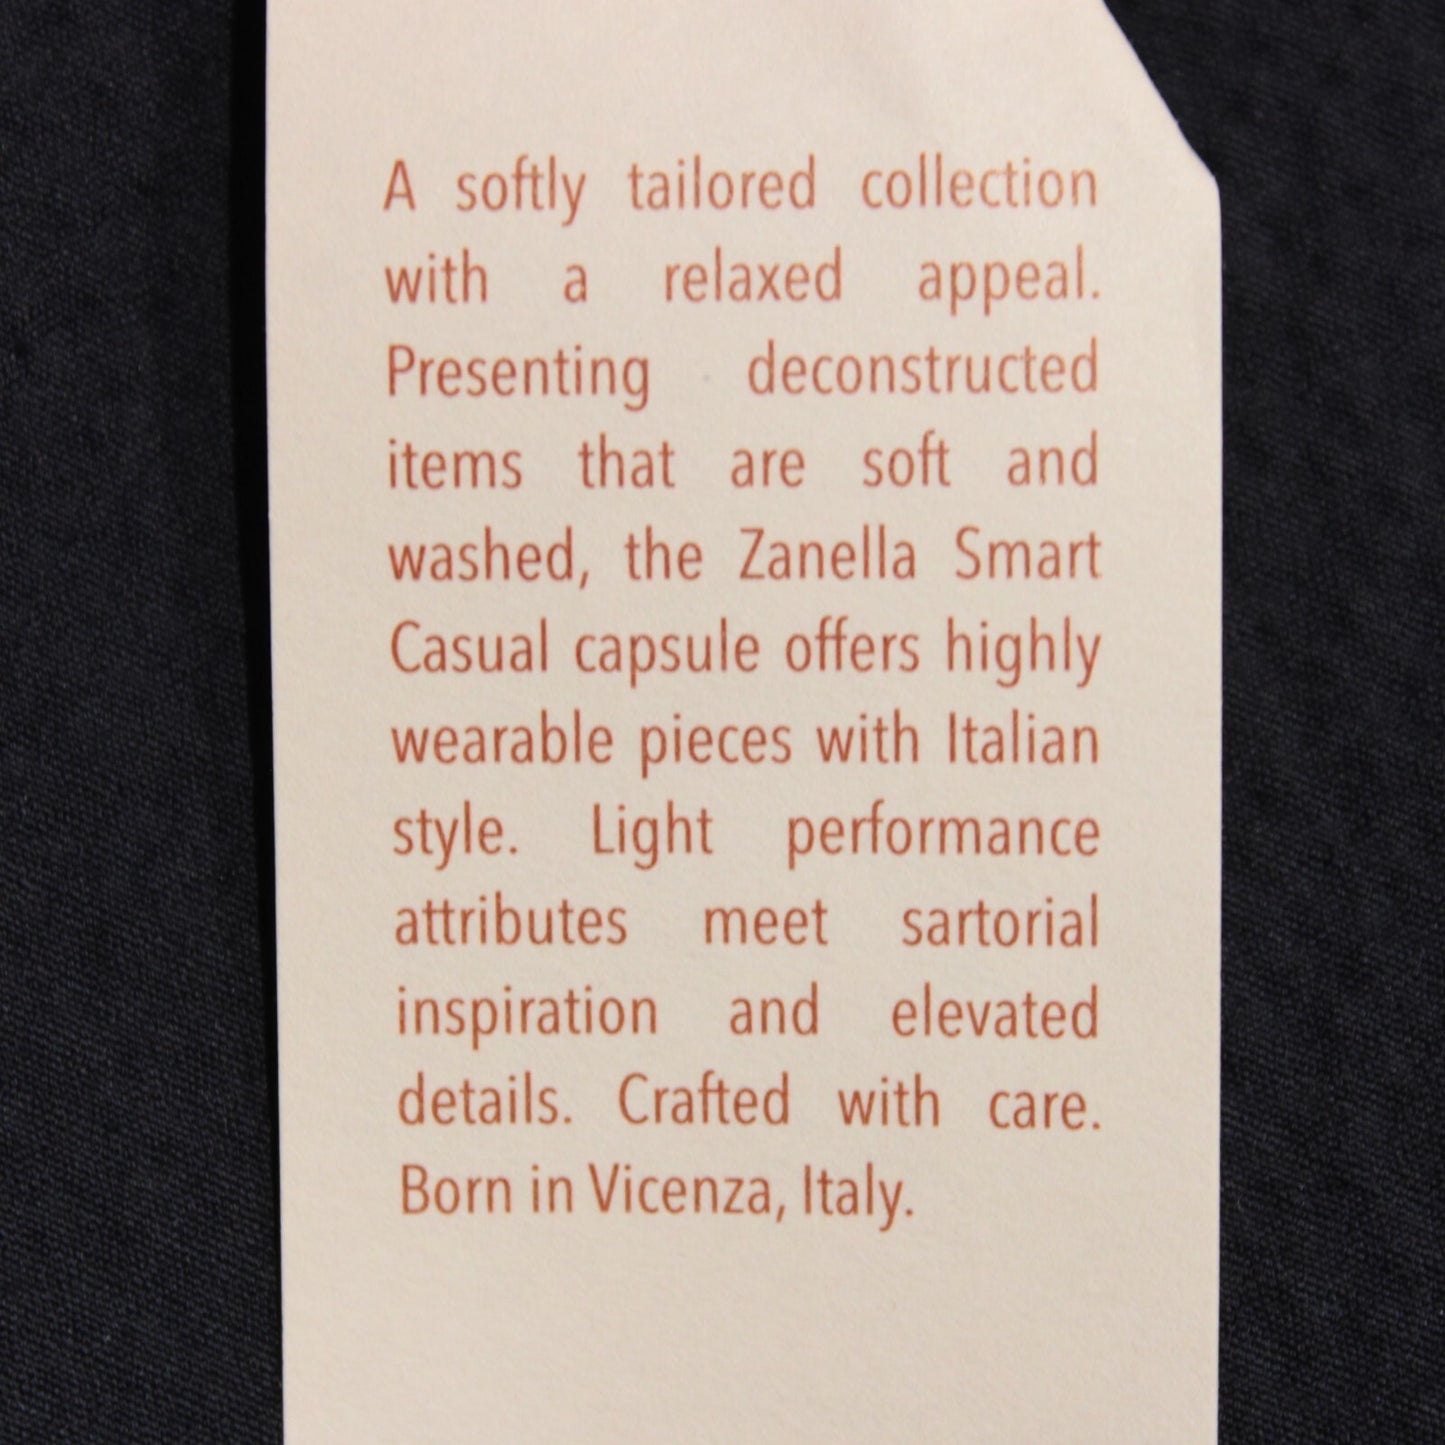 A softly tailored collection
with a relaxed appeal.
Presenting deconstructed
items that are soft and
washed, the Zanella Smart
Casual capsule offers highly
wearable pieces with Italian
style. Light performance
attributes meet sartorial
inspiration and elevated
details. Crafted with care.
Born in Vicenza, Italy.